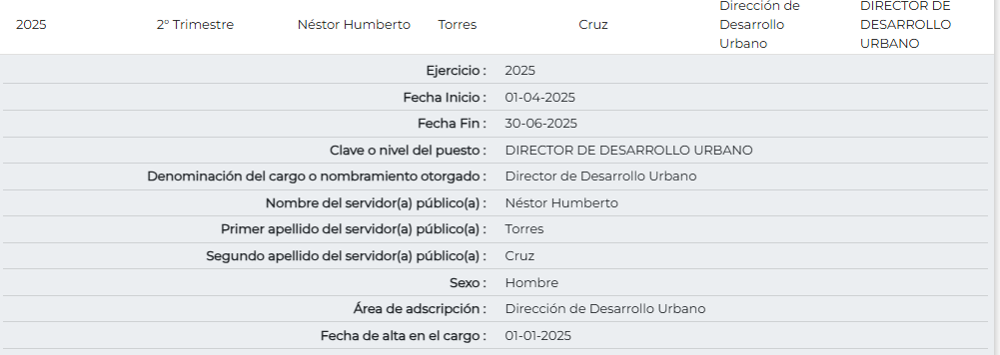 2025 2° Trimestre Néstor Humberto Torres Cruz Dirección de Desarrollo Urbano DIRECTOR DE DESARROLLO URBANO
Ejercicio : 2025
Fecha Inicio : 01-04-2025
Fecha Fin : 30-06-2025
Clave o nivel del puesto : DIRECTOR DE DESARROLLO URBANO
Denominación del cargo o nombramiento otorgado : Director de Desarrollo Urbano
Nombre del servidor(a) público(a) : Néstor Humberto
Primer apellido del servidor(a) público(a) : Torres
Segundo apellido del servidor(a) público(a) : Cruz
Sexo : Hombre
Área de adscripción : Dirección de Desarrollo Urbano
Fecha de alta en el cargo : 01-01-2025